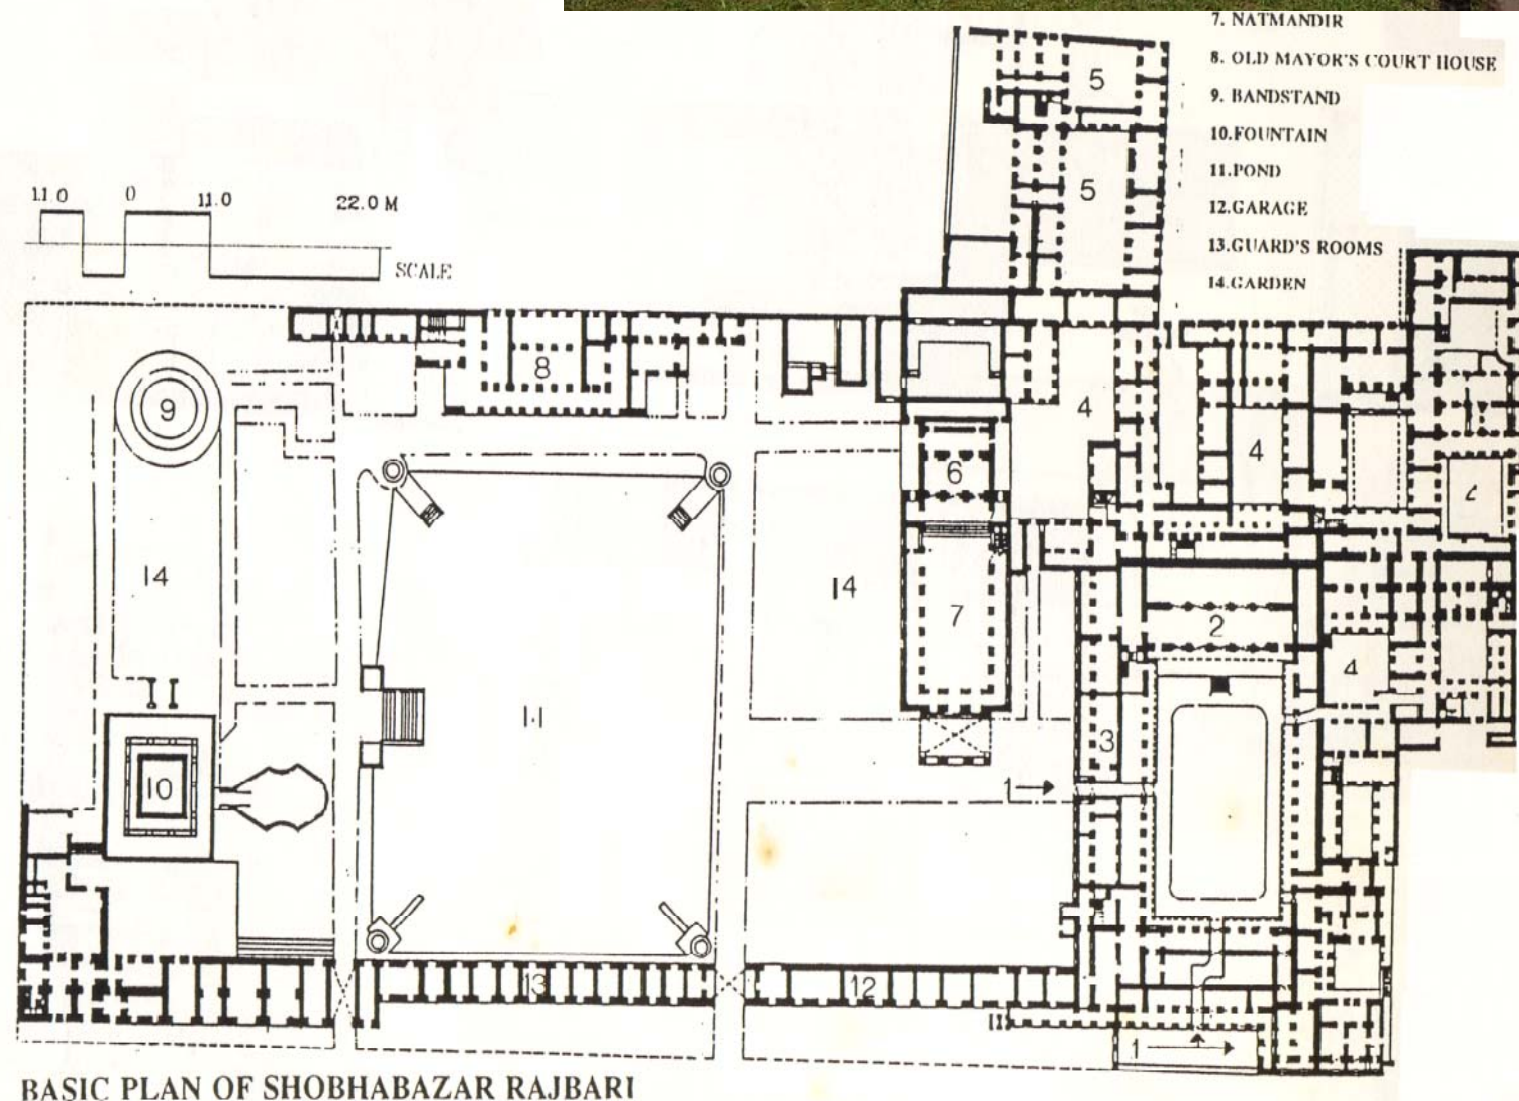 7. NATMANDIR
8. OLD MAYOR'S COURT HOUSE
9. BANDSTAND
10.FOUNTAIN
11.POND
12.GARAGE
13.GUARD'S ROOMS
14.GARDEN
11.0 0 11.0 22.0 M
SCALE
5
5
8
9
4
6
4
4
14
14
7
2
11
4
3
10
1
13
12
1
BASIC PLAN OF SHOBHABAZAR RAJBARI